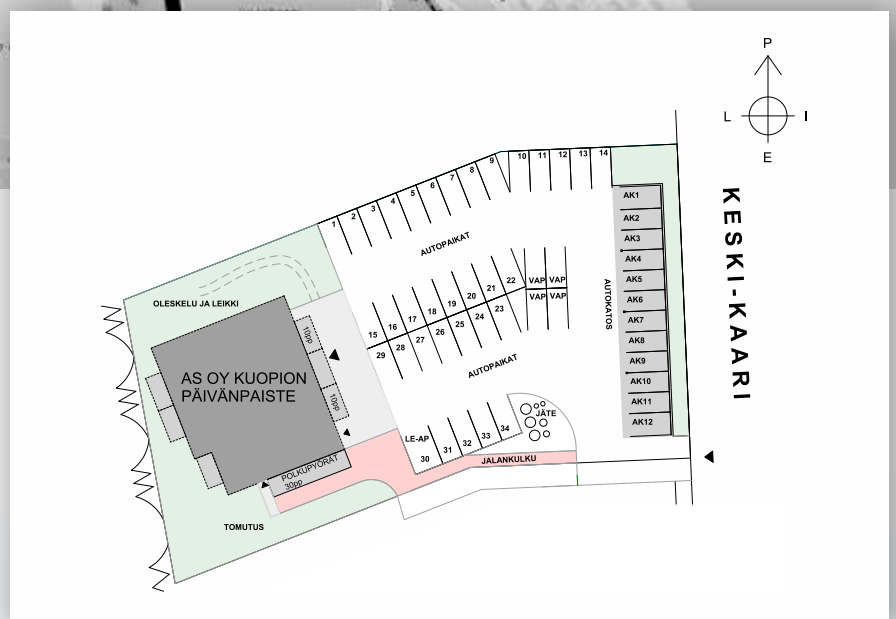 P
L
I
E
KESKI-KAARI
1
2
3
4
5
6
7
8
9
10
11
12
13
14
AUTOPAIKAT
AK1
AK2
AK3
AK4
AK5
AK6
AK7
AK8
AK9
AK10
AK11
AK12
AUTOKATOS
15
16
17
18
19
20
21
22
VAP VAP
VAP VAP
29
28
27
26
25
24
23
AUTOPAIKAT
OLESKELU JA LEIKKI
10pp
10pp
AS OY KUOPION
PÄIVÄNPAISTE
POLKUPYÖRÄT
30pp
TOMUTUS
LE-AP
30
31
32
33
34
JÄTE
JALANKULKU